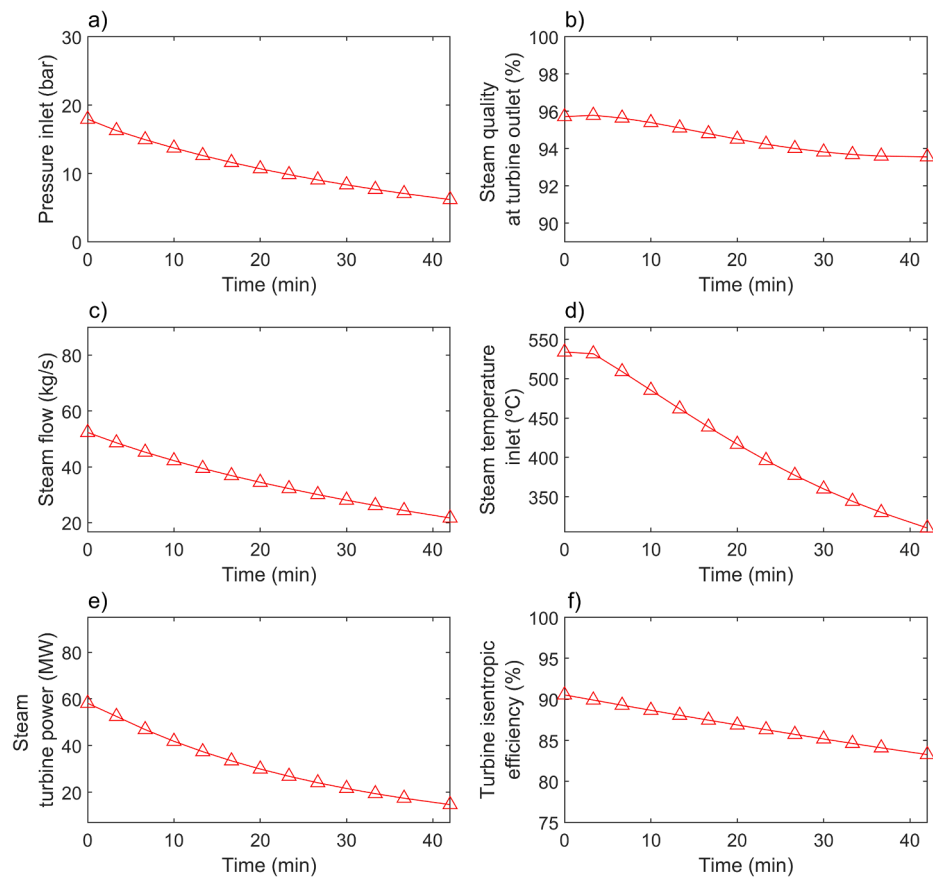 a)
30
20
10
0
Pressure inlet (bar)
0 10 20 30 40
Time (min)
b)
100
98
96
94
92
90
Steam quality
at turbine outlet (%)
0 10 20 30 40
Time (min)
c)
80
60
40
20
Steam flow (kg/s)
0 10 20 30 40
Time (min)
d)
550
500
450
400
350
Steam temperature
inlet (ºC)
0 10 20 30 40
Time (min)
e)
80
60
40
20
Steam
turbine power (MW)
0 10 20 30 40
Time (min)
f)
100
95
90
85
80
75
Turbine isentropic
efficiency (%)
0 10 20 30 40
Time (min)